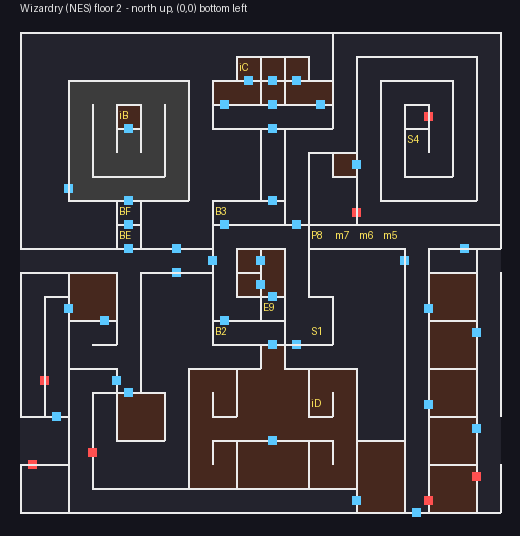 Wizardry (NES) floor 2 - north up, (0,0) bottom left
iC
iB
S4
BF
B3
BE
P8 m7 m6 m5
E9
B2
S1
iD